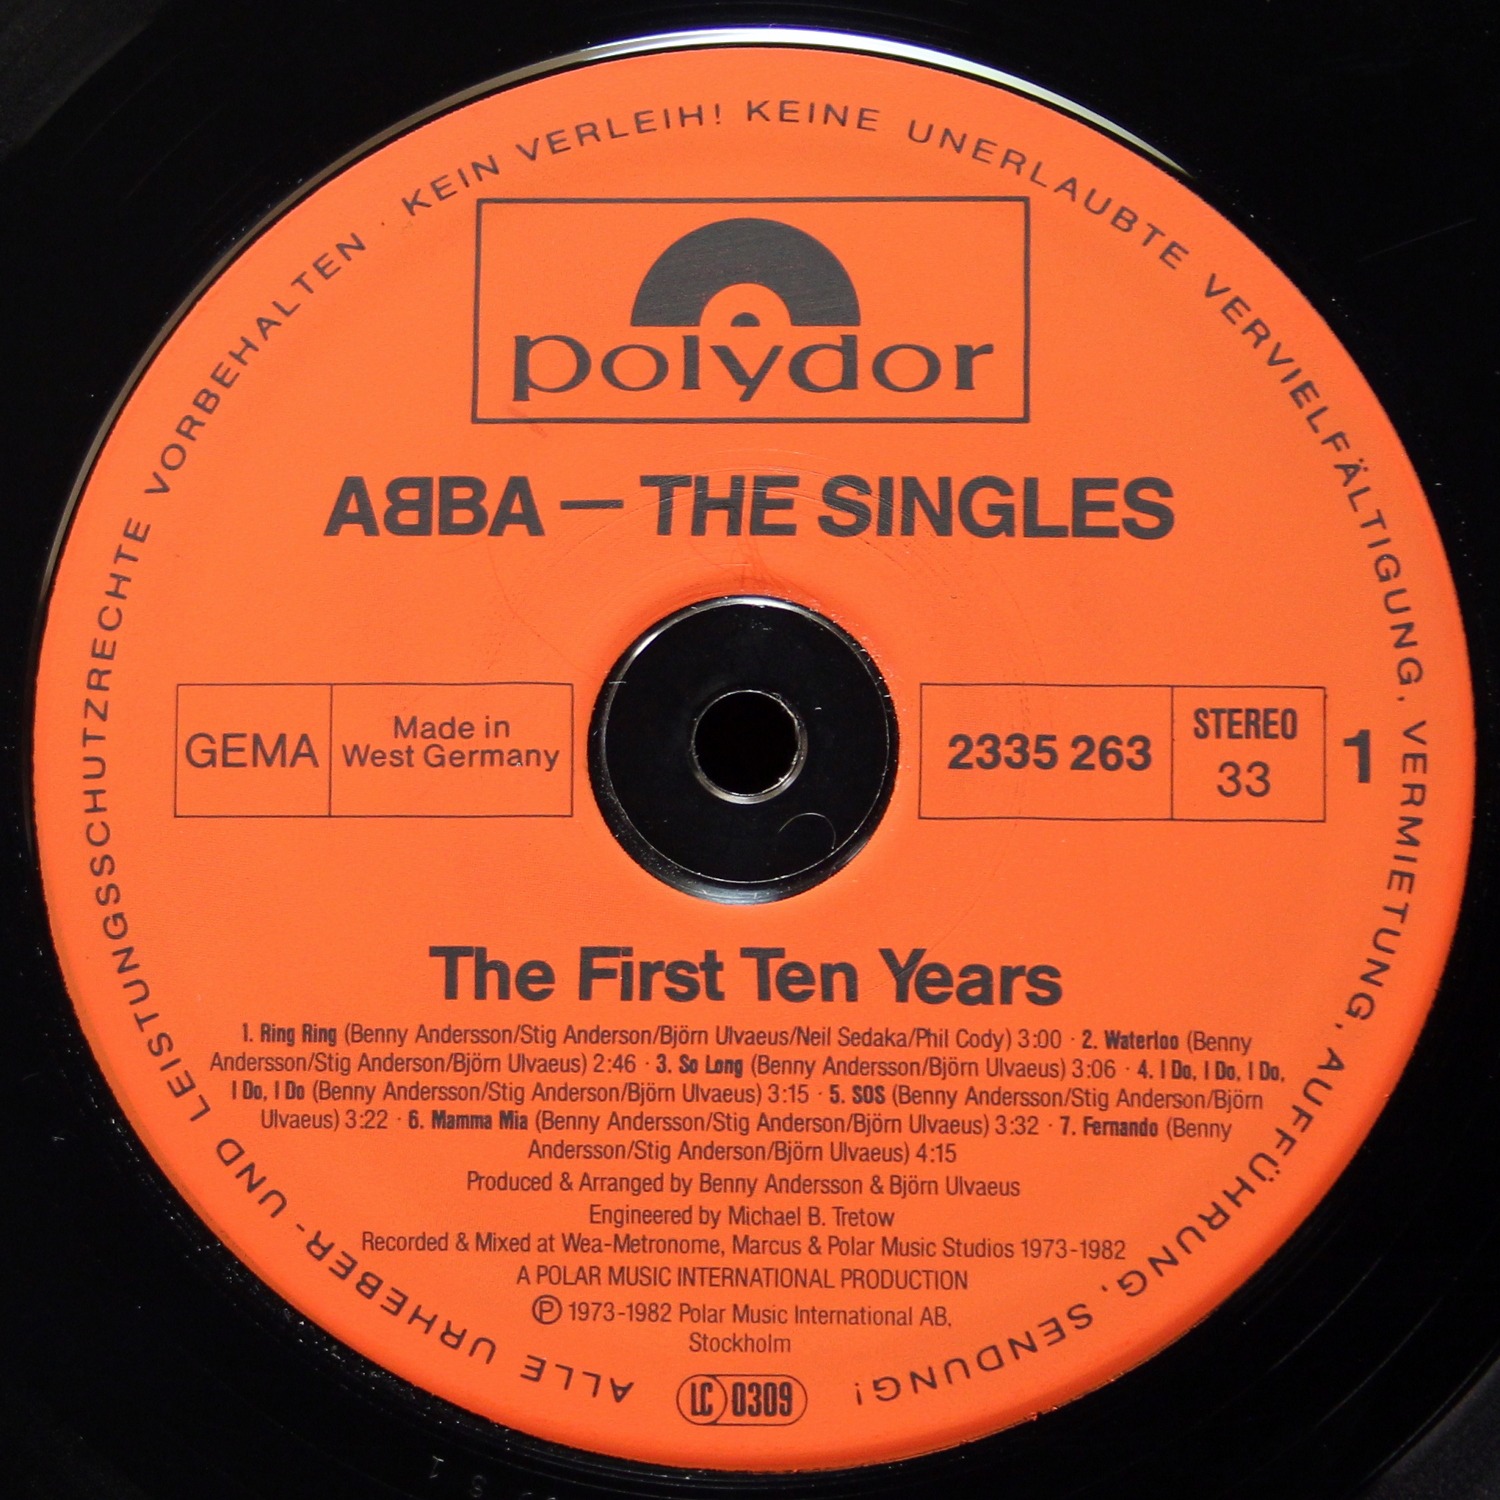 ALLE URHEBER- UND LEISTUNGSSCHUTZRECHTE VORBEHALTEN · KEIN VERLEIH! KEINE UNERLAUBTE VERVIELFÄLTIGUNG, VERMIETUNG, AUFFÜHRUNG, SENDUNG!
polydor
ABBA – THE SINGLES
GEMA
Made in
West Germany
2335 263
STEREO
33
1
The First Ten Years
1. Ring Ring (Benny Andersson/Stig Anderson/Björn Ulvaeus/Neil Sedaka/Phil Cody) 3:00 · 2. Waterloo (Benny
Andersson/Stig Anderson/Björn Ulvaeus) 2:46 · 3. So Long (Benny Andersson/Björn Ulvaeus) 3:06 · 4. I Do, I Do, I Do,
I Do, I Do (Benny Andersson/Stig Anderson/Björn Ulvaeus) 3:15 · 5. SOS (Benny Andersson/Stig Anderson/Björn
Ulvaeus) 3:22 · 6. Mamma Mia (Benny Andersson/Stig Anderson/Björn Ulvaeus) 3:32 · 7. Fernando (Benny
Andersson/Stig Anderson/Björn Ulvaeus) 4:15
Produced & Arranged by Benny Andersson & Björn Ulvaeus
Engineered by Michael B. Tretow
Recorded & Mixed at Wea-Metronome, Marcus & Polar Music Studios 1973-1982
A POLAR MUSIC INTERNATIONAL PRODUCTION
℗ 1973-1982 Polar Music International AB,
Stockholm
LC 0309